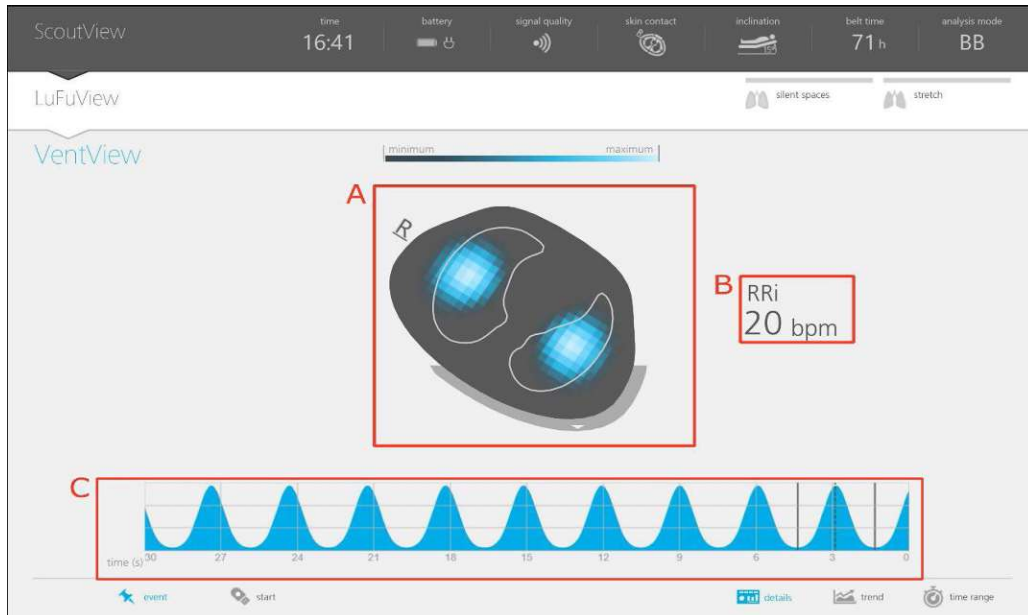 ScoutView
time
16:41
battery
signal quality
skin contact
inclination
belt time
71 h
analysis mode
BB
LuFuView
silent spaces
stretch
VentView
minimum
maximum
A
R
B
RRi
20 bpm
C
time (s) 30 27 24 21 18 15 12 9 6 3 0
event
start
details
trend
time range